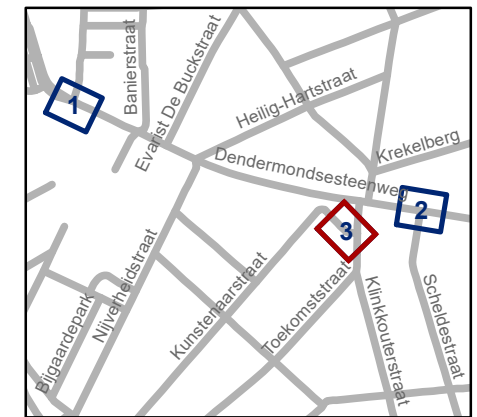 Banierstraat
Evarist De Buckstraat
1
Heilig-Hartstraat
Krekelberg
Dendermondsesteenweg
2
3
Nijverheidstraat
Kunstenaarstraat
Toekomststraat
Klinkkouterstraat
Scheldestraat
Bijgaardepark